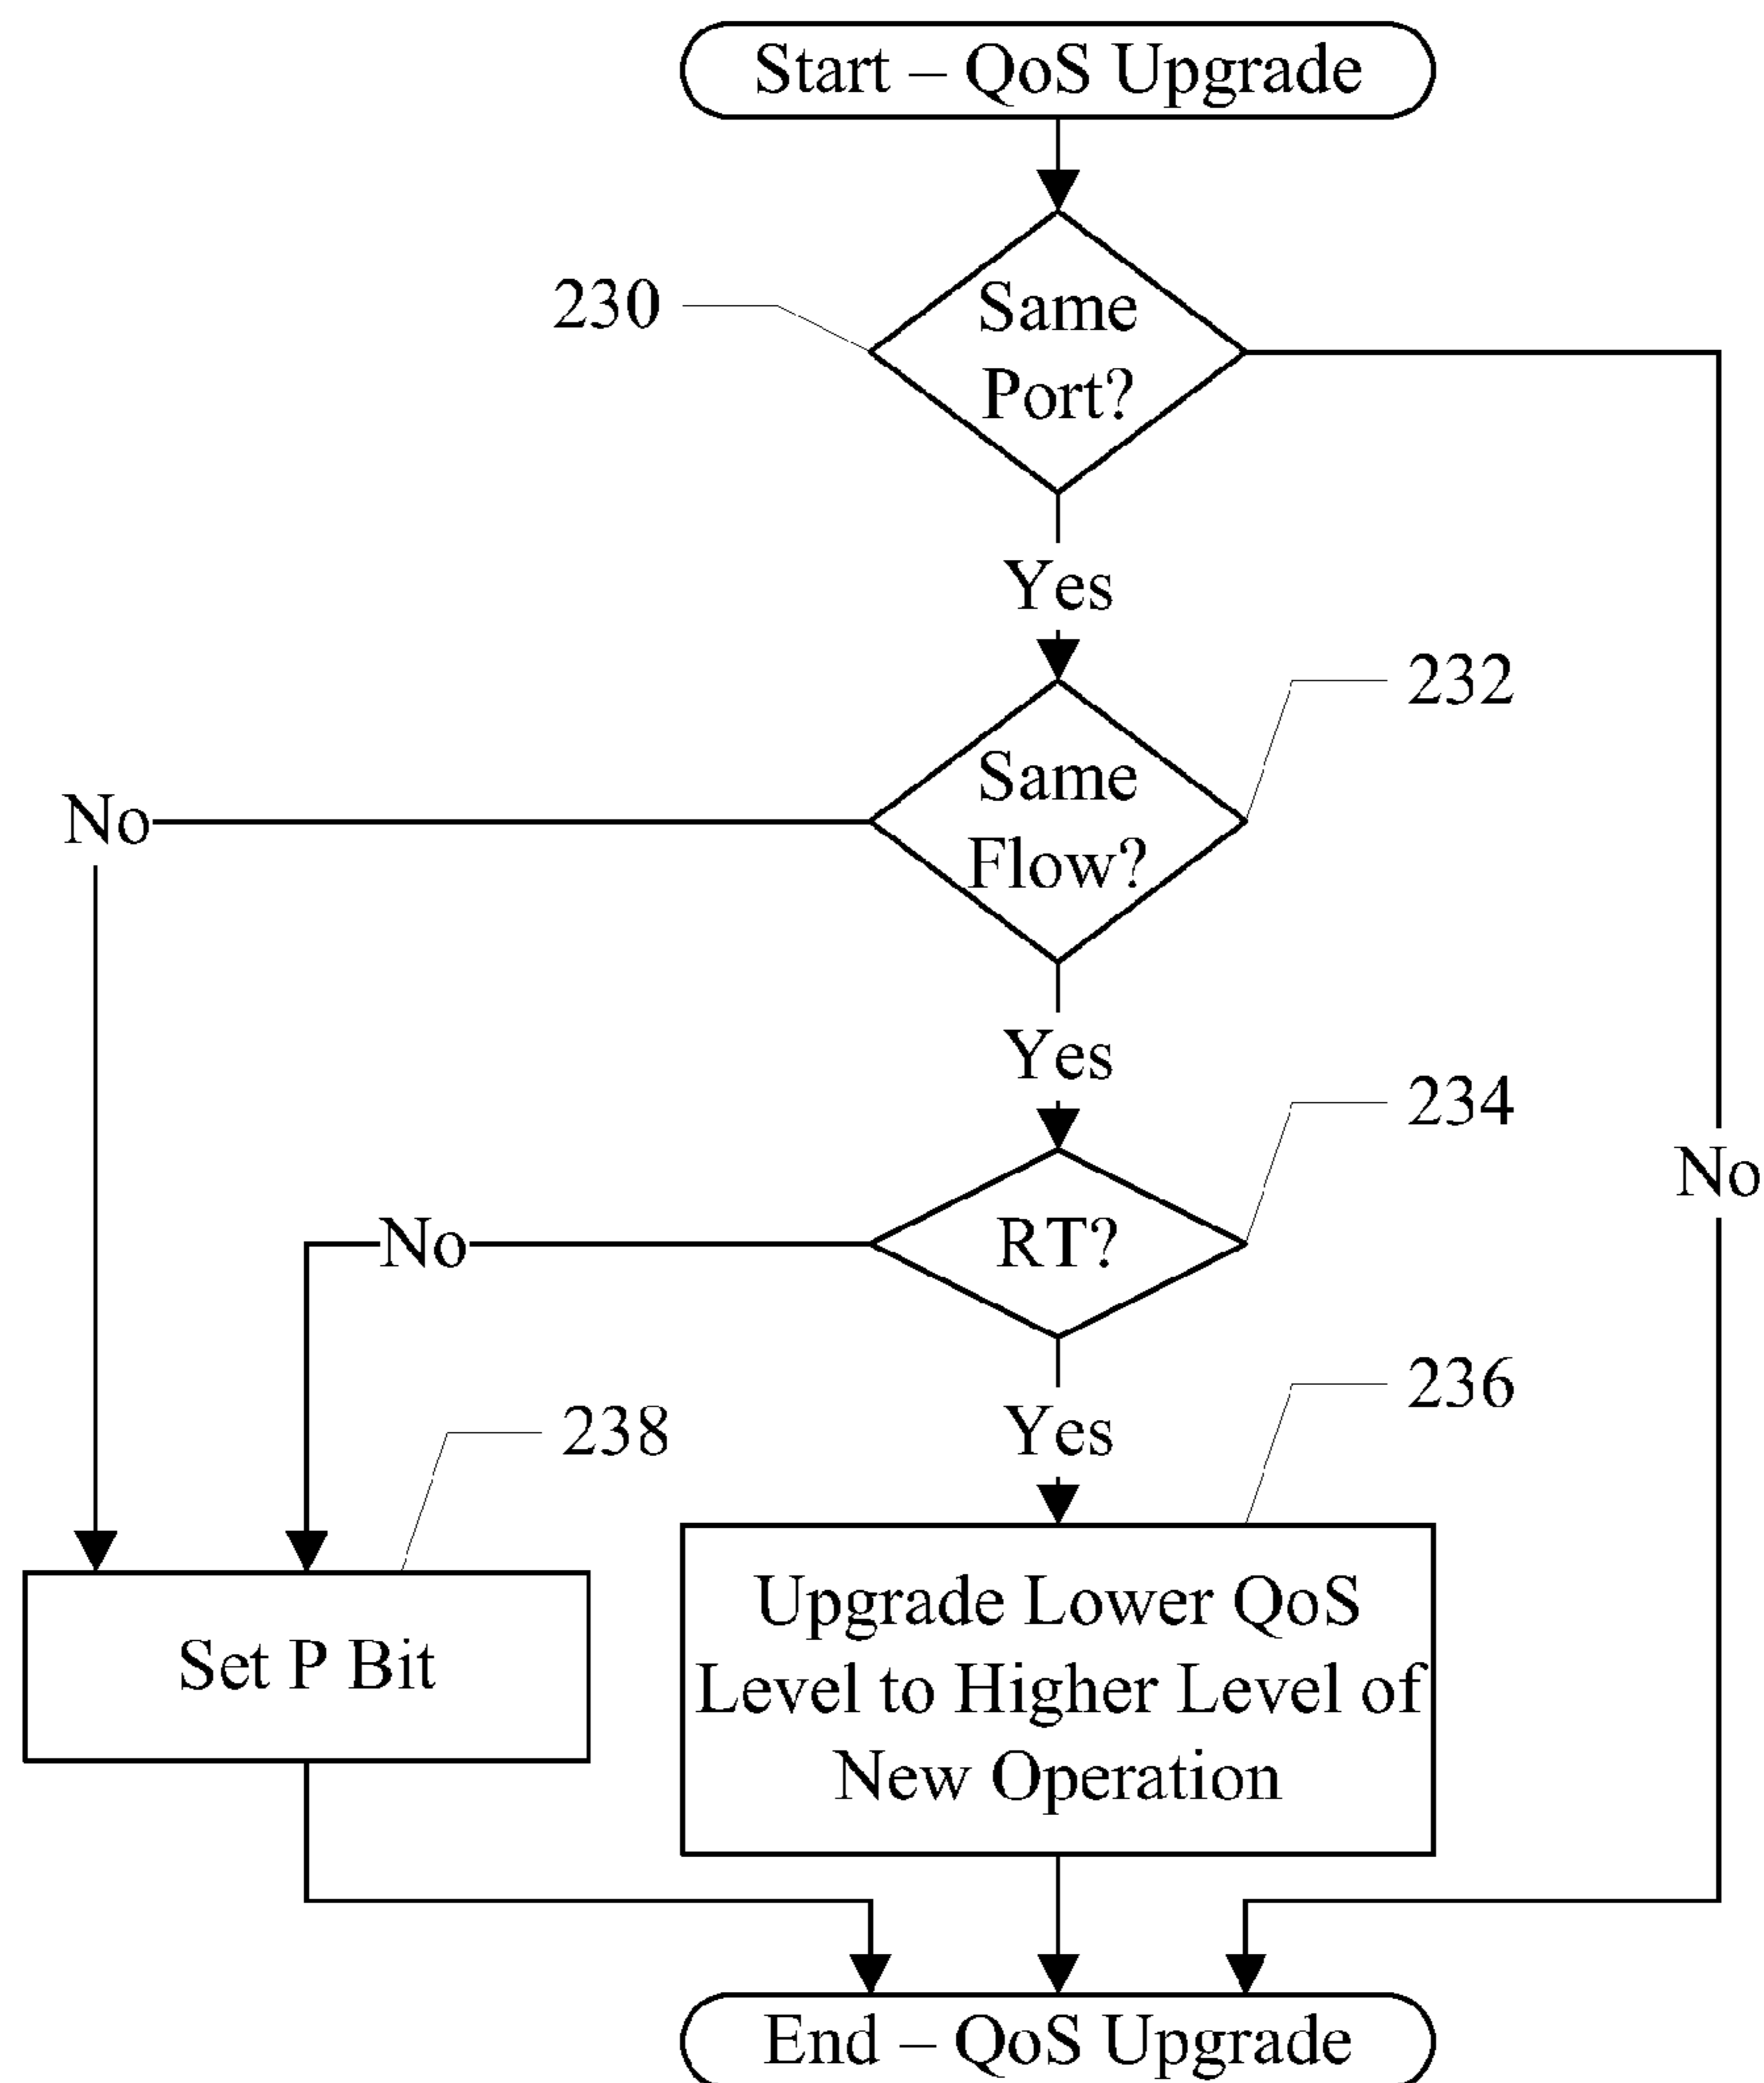 Start – QoS Upgrade
230
Same
Port?
Yes
232
Same
Flow?
No
Yes
234
No
RT?
No
236
238
Yes
Upgrade Lower QoS
Level to Higher Level of
New Operation
Set P Bit
End – QoS Upgrade